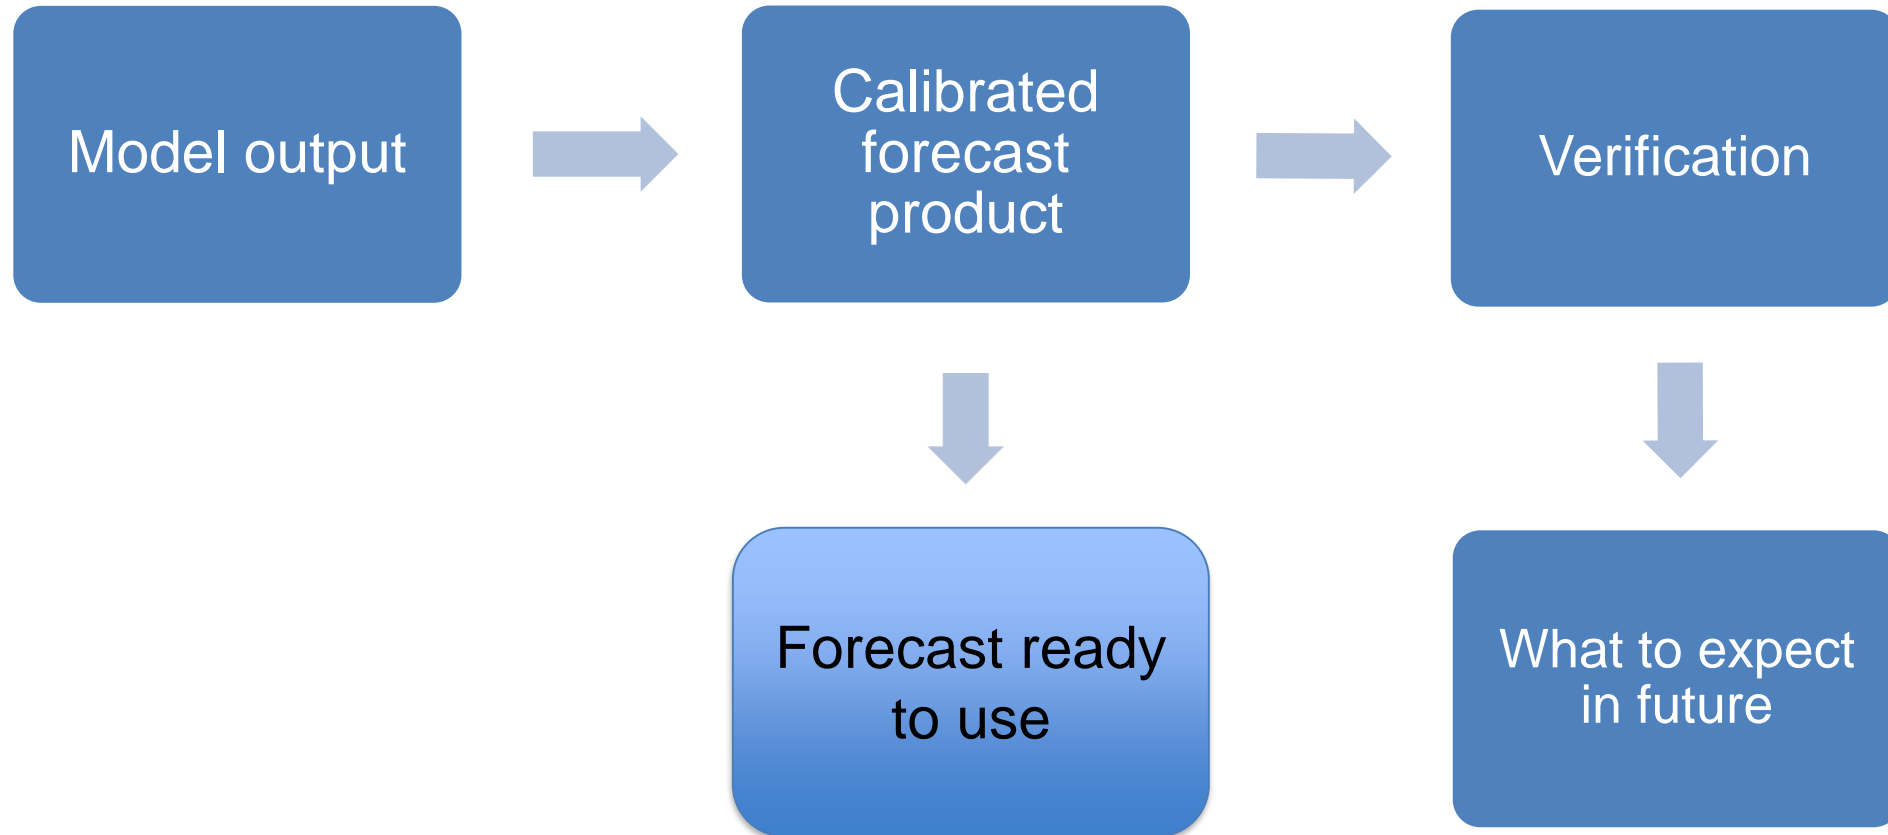 Model output
Calibrated
forecast
product
Verification
Forecast ready
to use
What to expect
in future